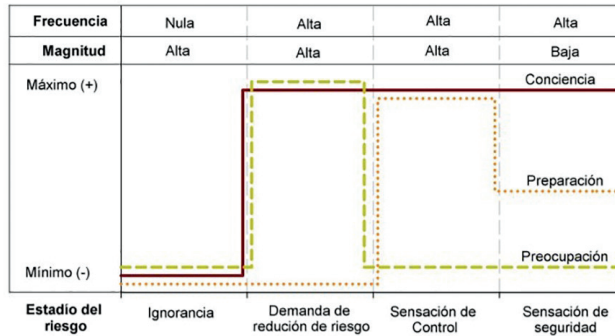 Frecuencia Nula Alta Alta Alta
Magnitud Alta Alta Alta Baja
Máximo (+)
Conciencia
Preparación
Preocupación
Mínimo (-)
Estadío del riesgo
Ignorancia
Demanda de redución de riesgo
Sensación de Control
Sensación de seguridad